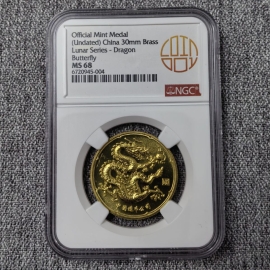 Official Mint Medal
(Undated) China 30mm Brass
Lunar Series - Dragon
Butterfly
MS 68
6720945-004
NGC